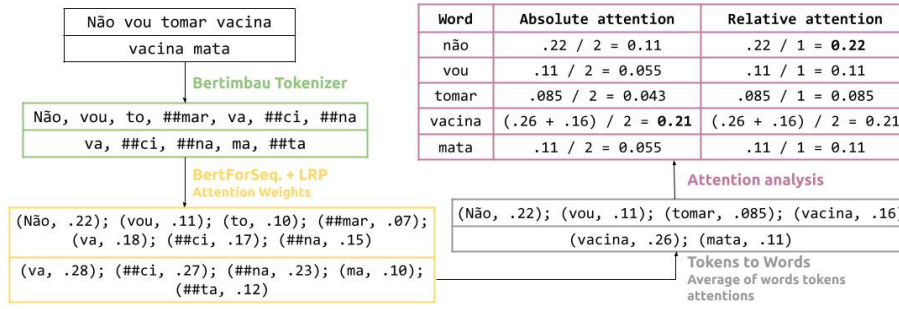 Não vou tomar vacina
vacina mata
Bertimbau Tokenizer
Não, vou, to, ##mar, va, ##ci, ##na
va, ##ci, ##na, ma, ##ta
BertForSeq. + LRP
Attention Weights
(Não, .22); (vou, .11); (to, .10); (##mar, .07);
(va, .18); (##ci, .17); (##na, .15)
(va, .28); (##ci, .27); (##na, .23); (ma, .10);
(##ta, .12)
Tokens to Words
Average of words tokens
attentions
(Não, .22); (vou, .11); (tomar, .085); (vacina, .16)
(vacina, .26); (mata, .11)
Attention analysis
Word Absolute attention Relative attention
não .22 / 2 = 0.11 .22 / 1 = 0.22
vou .11 / 2 = 0.055 .11 / 1 = 0.11
tomar .085 / 2 = 0.043 .085 / 1 = 0.085
vacina (.26 + .16) / 2 = 0.21 (.26 + .16) / 2 = 0.21
mata .11 / 2 = 0.055 .11 / 1 = 0.11